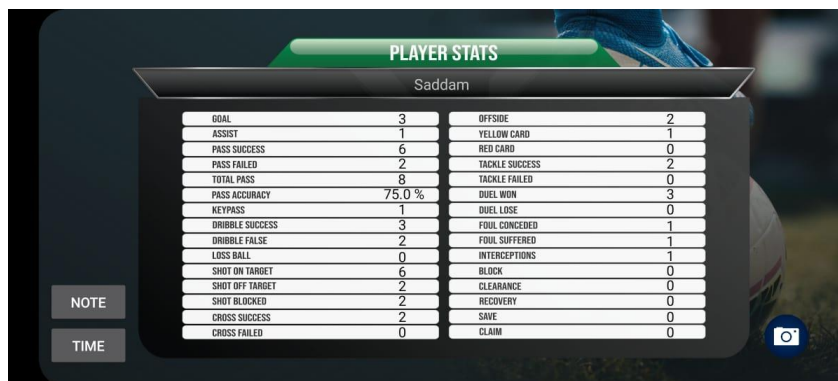 PLAYER STATS
Saddam
GOAL 3
ASSIST 1
PASS SUCCESS 6
PASS FAILED 2
TOTAL PASS 8
PASS ACCURACY 75.0 %
KEYPASS 1
DRIBBLE SUCCESS 3
DRIBBLE FALSE 2
LOSS BALL 0
SHOT ON TARGET 6
SHOT OFF TARGET 2
SHOT BLOCKED 2
CROSS SUCCESS 2
CROSS FAILED 0
OFFSIDE 2
YELLOW CARD 1
RED CARD 0
TACKLE SUCCESS 2
TACKLE FAILED 0
DUEL WON 3
DUEL LOSE 0
FOUL CONCEDED 1
FOUL SUFFERED 1
INTERCEPTIONS 1
BLOCK 0
CLEARANCE 0
RECOVERY 0
SAVE 0
CLAIM 0
NOTE
TIME